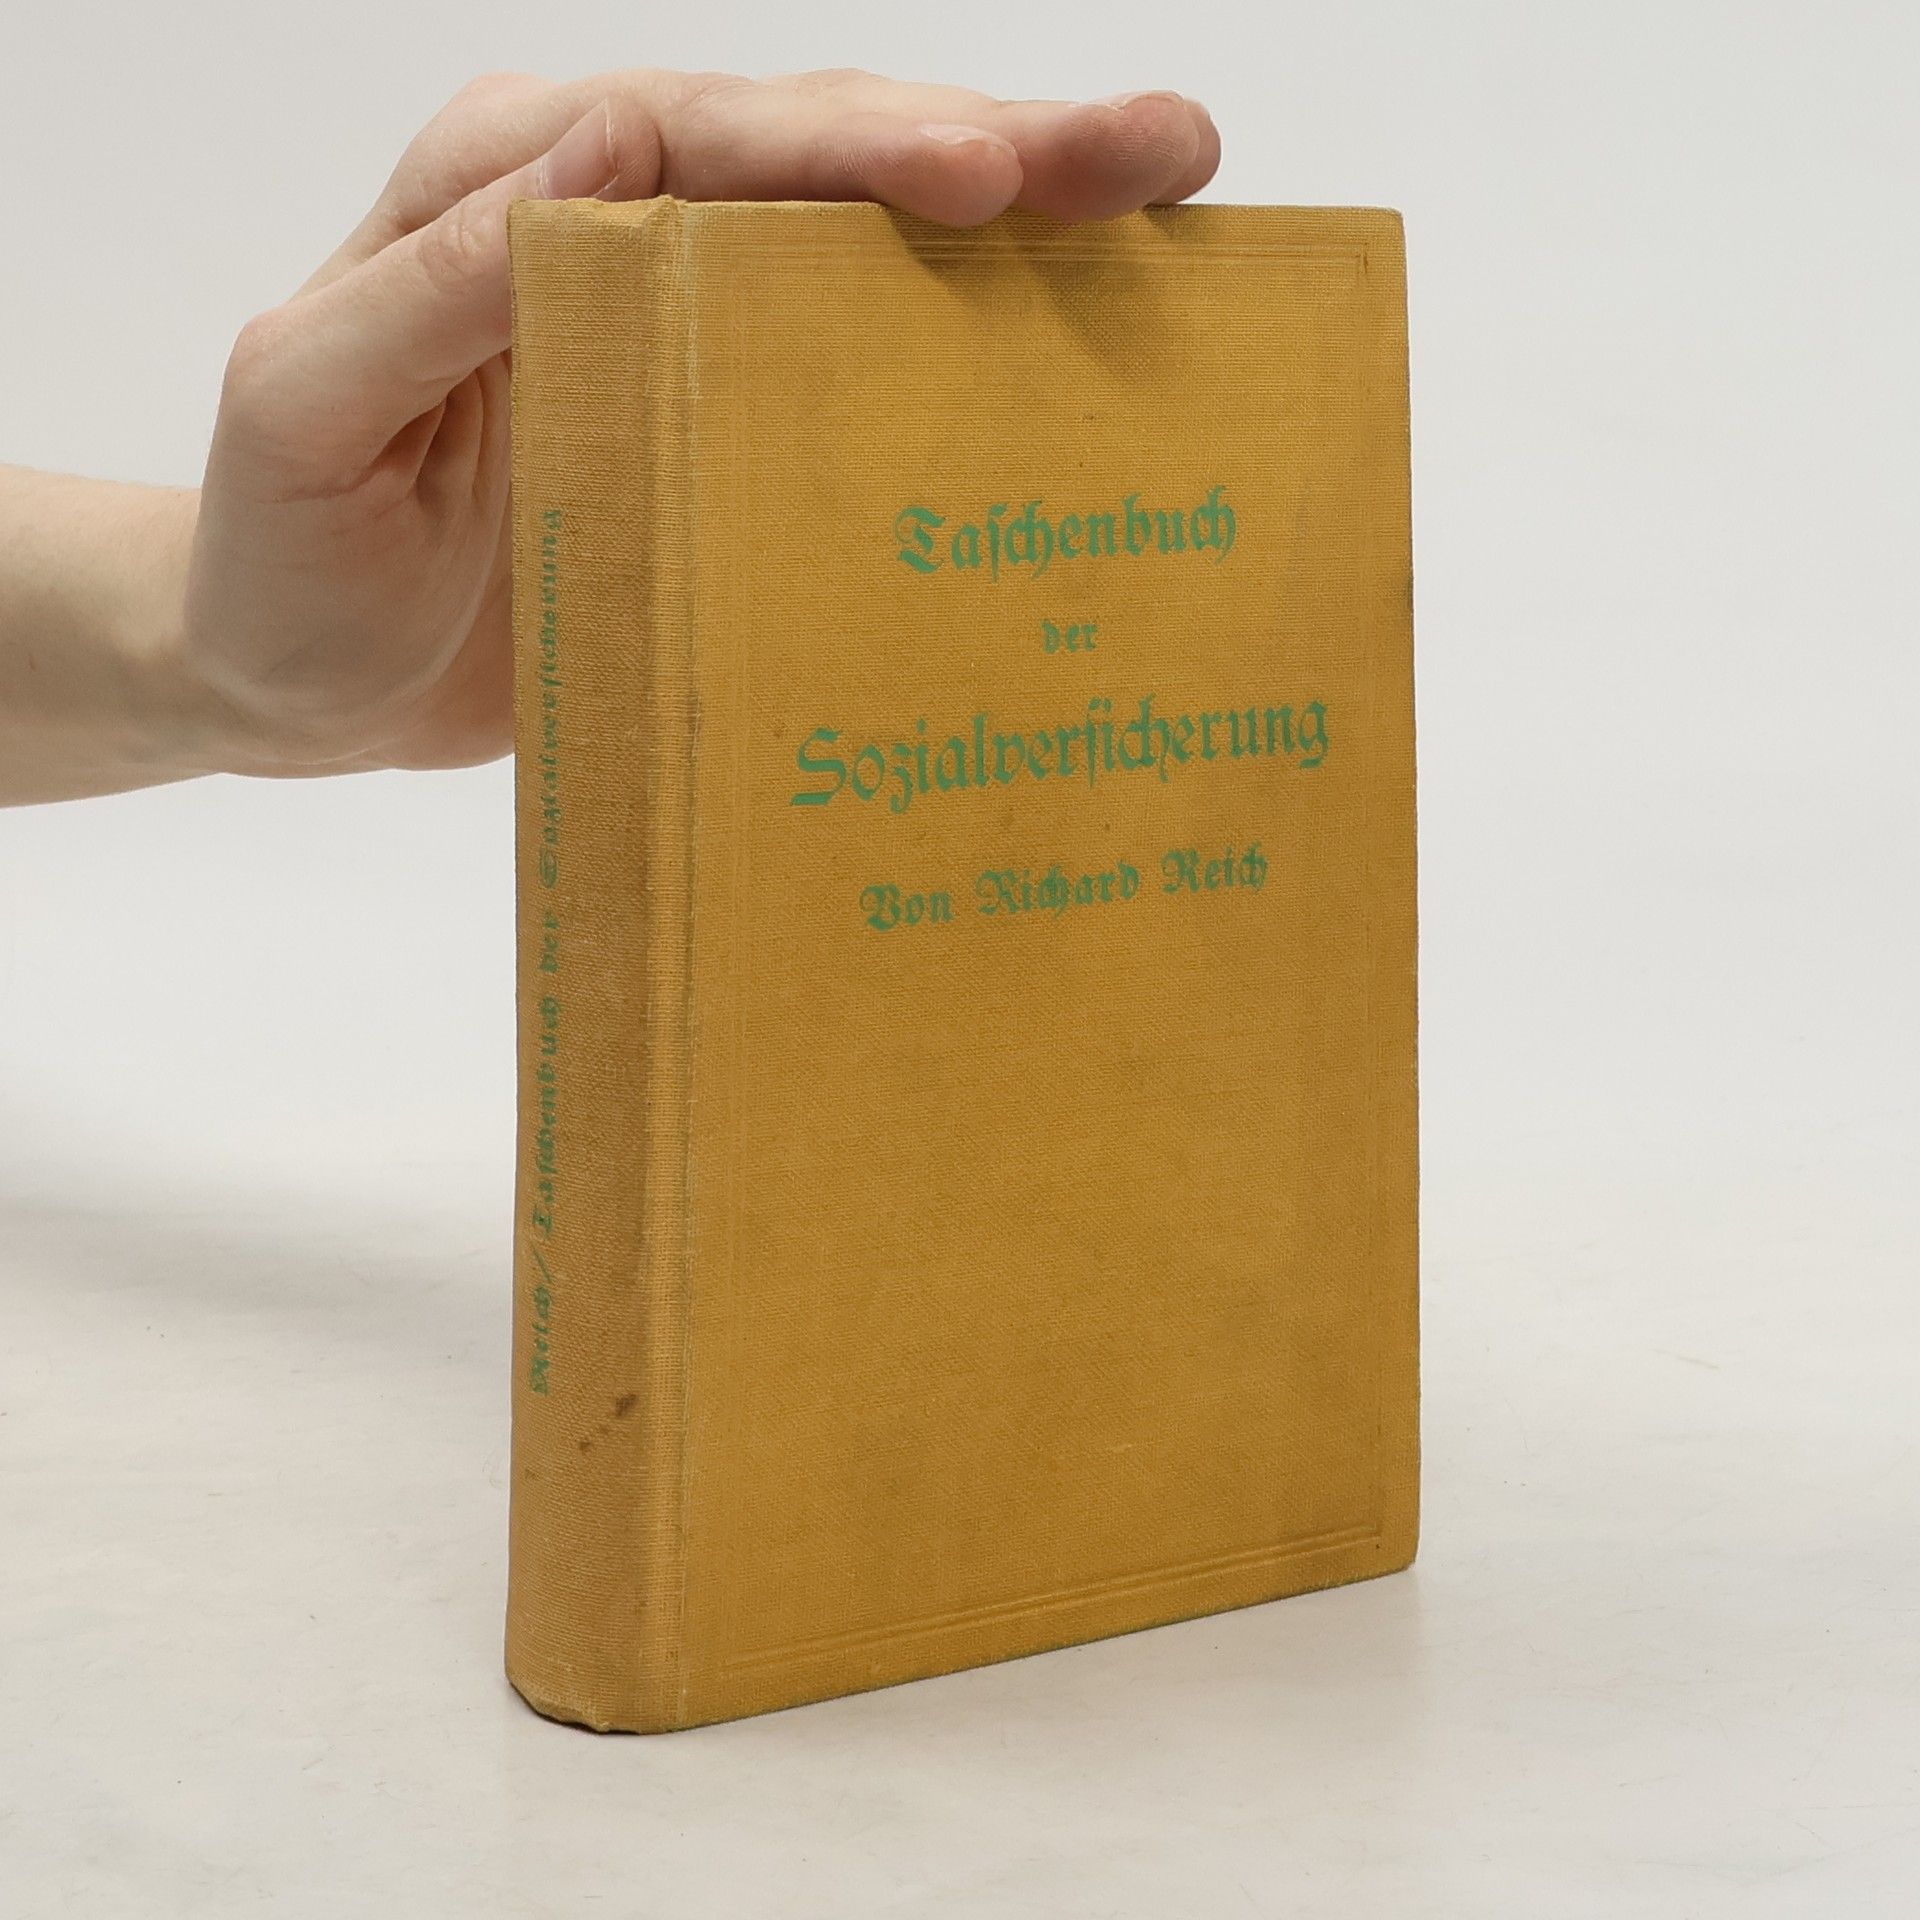 Taschenbuch
der
Sozialversicherung
Von Richard Reich
Reich / Taschenbuch der Sozialversicherung